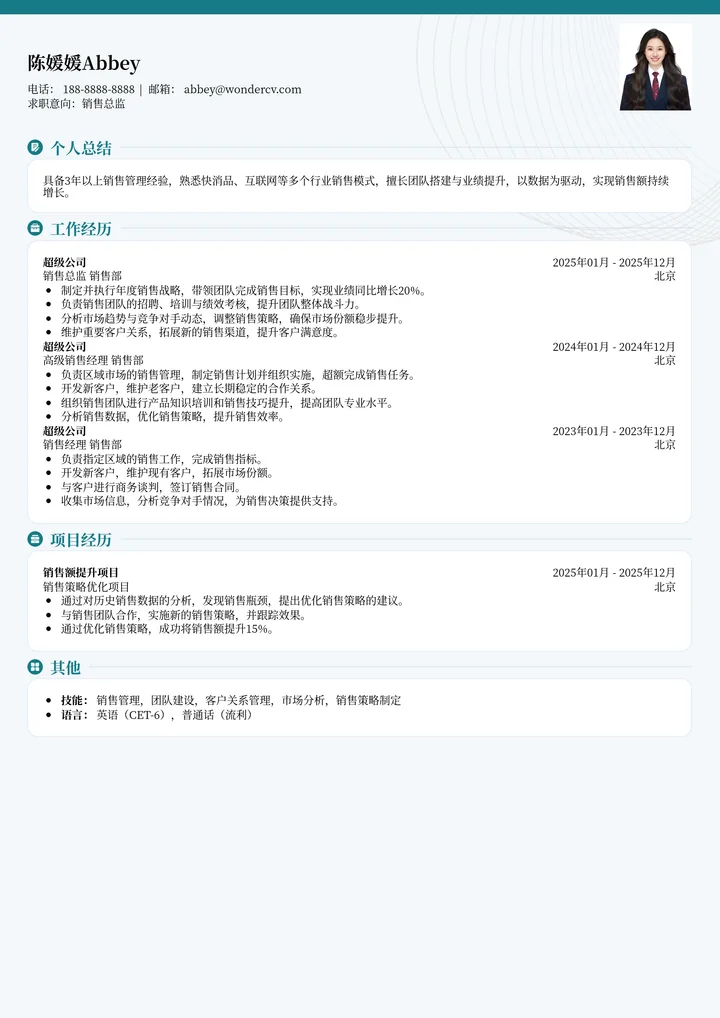 陈媛媛Abbey
电话： 188-8888-8888 | 邮箱： abbey@wondercv.com
求职意向：销售总监
个人总结
具备3年以上销售管理经验，熟悉快消品、互联网等多个行业销售模式，擅长团队搭建与业绩提升，以数据为驱动，实现销售额持续
增长。
工作经历
超级公司 2025年01月 - 2025年12月
销售总监 销售部 北京
• 制定并执行年度销售战略，带领团队完成销售目标，实现业绩同比增长20%。
• 负责销售团队的招聘、培训与绩效考核，提升团队整体战斗力。
• 分析市场趋势与竞争对手动态，调整销售策略，确保市场份额稳步提升。
• 维护重要客户关系，拓展新的销售渠道，提升客户满意度。
超级公司 2024年01月 - 2024年12月
高级销售经理 销售部 北京
• 负责区域市场的销售管理，制定销售计划并组织实施，超额完成销售任务。
• 开发新客户，维护老客户，建立长期稳定的合作关系。
• 组织销售团队进行产品知识培训和销售技巧提升，提高团队专业水平。
• 分析销售数据，优化销售策略，提升销售效率。
超级公司 2023年01月 - 2023年12月
销售经理 销售部 北京
• 负责指定区域的销售工作，完成销售指标。
• 开发新客户，维护现有客户，拓展市场份额。
• 与客户进行商务谈判，签订销售合同。
• 收集市场信息，分析竞争对手情况，为销售决策提供支持。
项目经历
销售额提升项目 2025年01月 - 2025年12月
销售策略优化项目 北京
• 通过对历史销售数据的分析，发现销售瓶颈，提出优化销售策略的建议。
• 与销售团队合作，实施新的销售策略，并跟踪效果。
• 通过优化销售策略，成功将销售额提升15%。
其他
• 技能： 销售管理，团队建设，客户关系管理，市场分析，销售策略制定
• 语言： 英语（CET-6），普通话（流利）